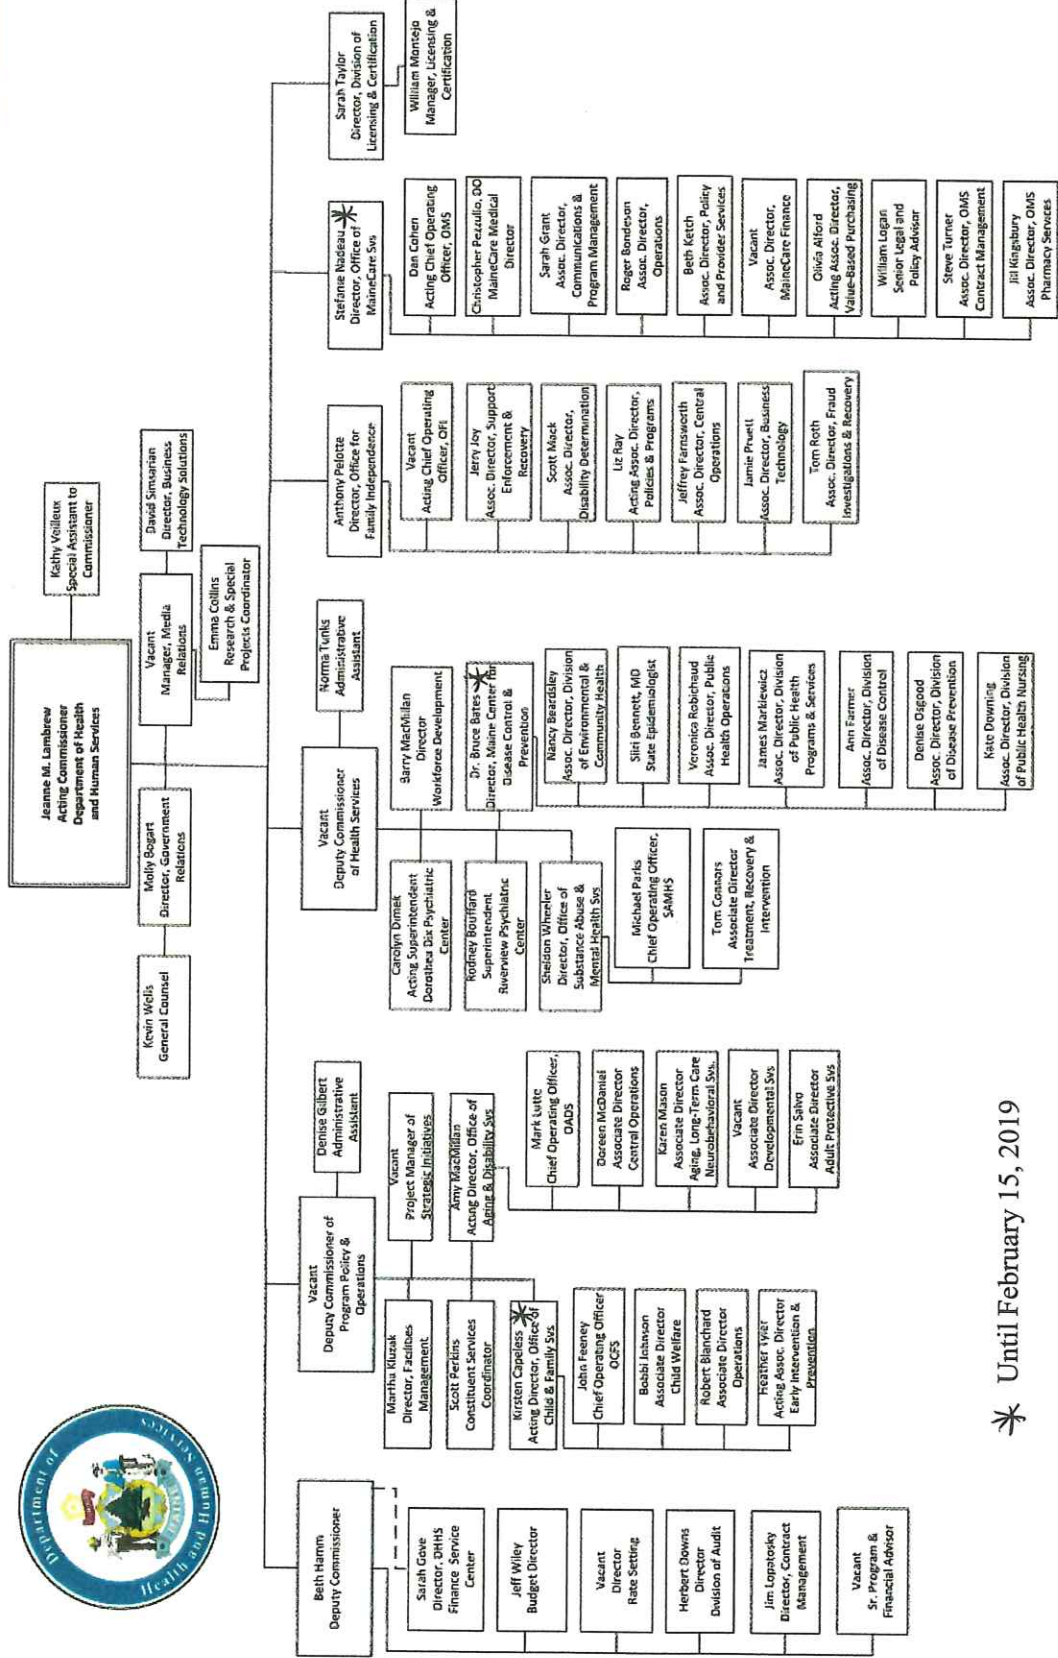 Department of
Health and Human Services
MAINE
Jeanne M. Lambrew
Acting Commissioner
Department of Health
and Human Services
Kathy Veilleux
Special Assistant to
Commissioner
Kevin Wells
General Counsel
Molly Bogart
Director, Government
Relations
Vacant
Manager, Media
Relations
David Simsarian
Director, Business
Technology Solutions
Emma Collins
Research & Special
Projects Coordinator
Beth Hamm
Deputy Commissioner
Sarah Gove
Director, DHHS
Finance Service
Center
Jeff Wiley
Budget Director
Vacant
Director
Rate Setting
Herbert Downs
Director
Division of Audit
Jim Lopatosky
Director, Contract
Management
Vacant
Sr. Program &
Financial Advisor
Vacant
Deputy Commissioner of
Program Policy &
Operations
Denise Gilbert
Administrative
Assistant
Martha Kluzak
Director, Facilities
Management
Vacant
Project Manager of
Strategic Initiatives
Scott Perkins
Constituent Services
Coordinator
Amy MacMillan
Acting Director, Office of
Aging & Disability Svs
Kirsten Capeless
Acting Director, Office of
Child & Family Svs
John Feeney
Chief Operating Officer
OCFS
Bobbi Johnson
Associate Director
Child Welfare
Robert Blanchard
Associate Director
Operations
Heather Tyler
Acting Assoc. Director
Early Intervention &
Prevention
Mark Lutte
Chief Operating Officer,
OADS
Doreen McDaniel
Associate Director
Central Operations
Karen Mason
Associate Director
Aging, Long-Term Care
Neurobehavioral Svs.
Vacant
Associate Director
Developmental Svs
Erin Salvo
Associate Director
Adult Protective Svs
Vacant
Deputy Commissioner
of Health Services
Norma Tunks
Administrative
Assistant
Carolyn Dimek
Acting Superintendent
Dorothea Dix Psychiatric
Center
Barry MacMillan
Director
Workforce Development
Rodney Bouffard
Superintendent
Riverview Psychiatric
Center
Dr. Bruce Bates
Director, Maine Center for
Disease Control &
Prevention
Sheldon Wheeler
Director, Office of
Substance Abuse &
Mental Health Svs
Michael Parks
Chief Operating Officer,
SAMHS
Tom Connors
Associate Director
Treatment, Recovery &
Intervention
Nancy Beardsley
Assoc. Director, Division
of Environmental &
Community Health
Siiri Bennett, MD
State Epidemiologist
Veronica Robichaud
Assoc. Director, Public
Health Operations
James Markiewicz
Assoc. Director, Division
of Public Health
Programs & Services
Ann Farmer
Assoc. Director, Division
of Disease Control
Denise Osgood
Assoc. Director, Division
of Disease Prevention
Kate Downing
Assoc. Director, Division
of Public Health Nursing
Anthony Pelotte
Director, Office for
Family Independence
Vacant
Acting Chief Operating
Officer, OFI
Jerry Joy
Assoc. Director, Support
Enforcement &
Recovery
Scott Mack
Assoc. Director,
Disability Determination
Liz Ray
Acting Assoc. Director,
Policies & Programs
Jeffrey Farnsworth
Assoc. Director, Central
Operations
Jamie Pruett
Assoc. Director, Business
Technology
Tom Roth
Assoc. Director, Fraud
Investigations & Recovery
Stefanie Nadeau
Director, Office of
MaineCare Svs
Dan Cohen
Acting Chief Operating
Officer, OMS
Christopher Pezzullo, DO
MaineCare Medical
Director
Sarah Grant
Assoc. Director,
Communications &
Program Management
Roger Bondeson
Assoc. Director,
Operations
Beth Ketch
Assoc. Director, Policy
and Provider Services
Vacant
Assoc. Director,
MaineCare Finance
Olivia Alford
Acting Assoc. Director,
Value-Based Purchasing
William Logan
Senior Legal and
Policy Advisor
Steve Turner
Assoc. Director, OMS
Contract Management
Jill Kingsbury
Assoc. Director, OMS
Pharmacy Services
Sarah Taylor
Director, Division of
Licensing & Certification
William Montejo
Manager, Licensing &
Certification
Until February 15, 2019